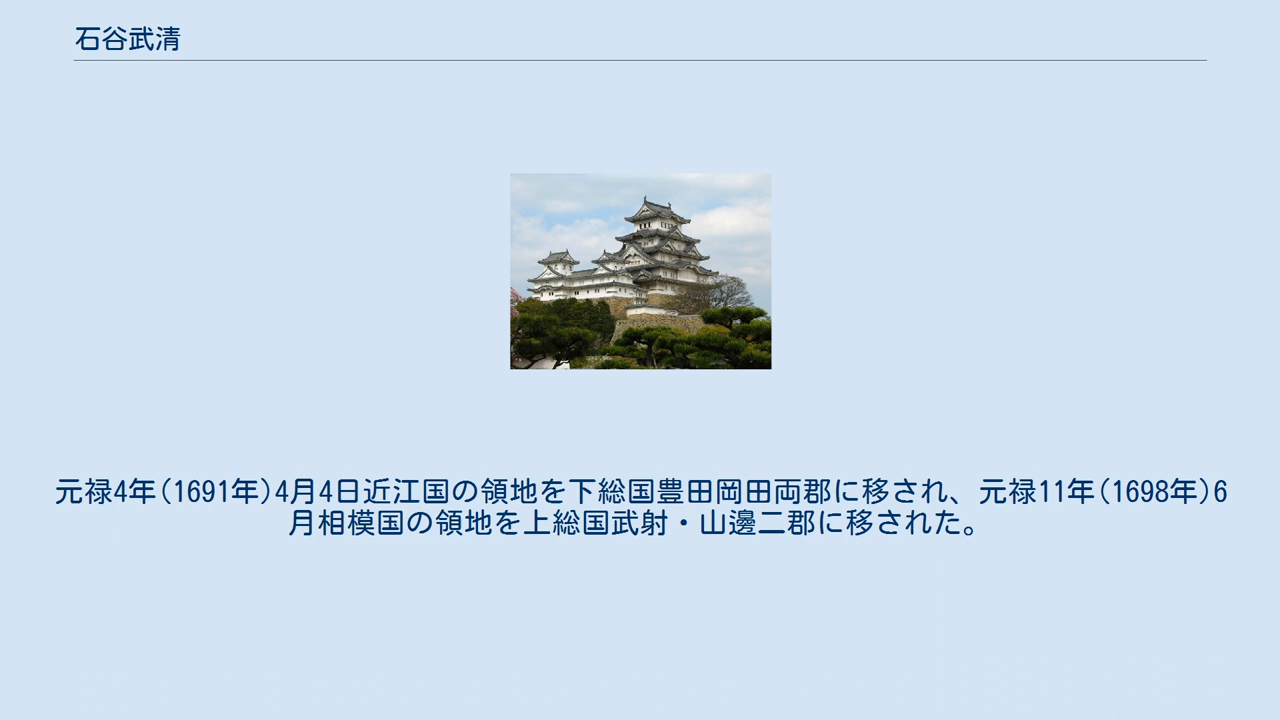 石谷武清
元禄4年(1691年)4月4日近江国の領地を下総国豊田岡田両郡に移され、元禄11年(1698年)6
月相模国の領地を上総国武射・山邊二郡に移された。